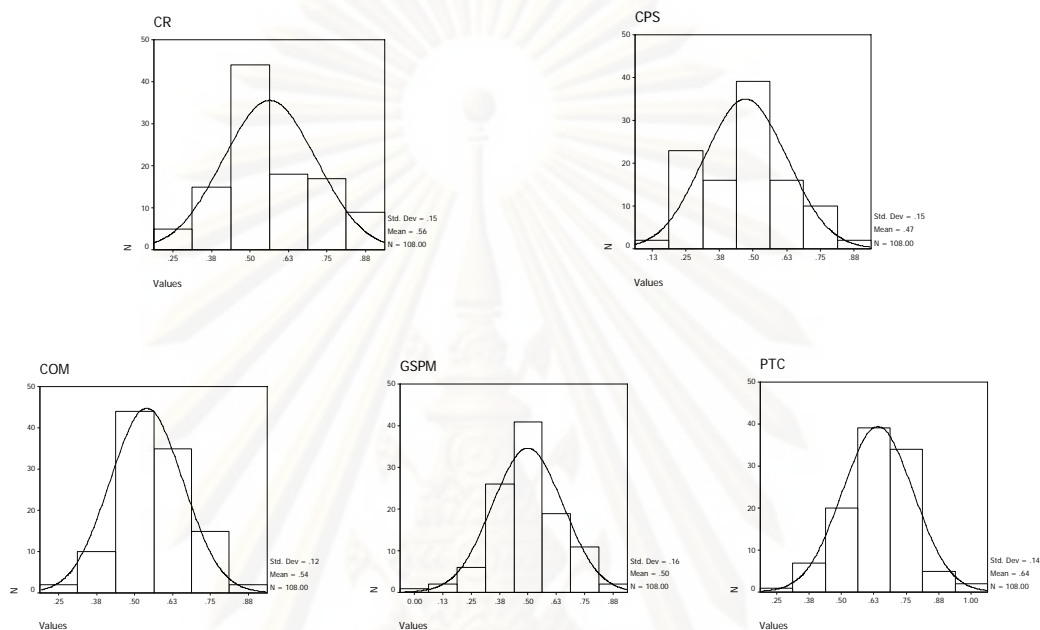 CR
50
40
30
20
10
0
N
.25 .38 .50 .63 .75 .88
Std. Dev = .15
Mean = .56
N = 108.00
Values
CPS
50
40
30
20
10
0
N
.13 .25 .38 .50 .63 .75 .88
Std. Dev = .15
Mean = .47
N = 108.00
Values
COM
50
40
30
20
10
0
N
.25 .38 .50 .63 .75 .88
Std. Dev = .12
Mean = .54
N = 108.00
Values
GSPM
50
40
30
20
10
0
N
0.00 .13 .25 .38 .50 .63 .75 .88
Std. Dev = .16
Mean = .50
N = 108.00
Values
PTC
50
40
30
20
10
0
N
.25 .38 .50 .63 .75 .88 1.00
Std. Dev = .14
Mean = .64
N = 108.00
Values